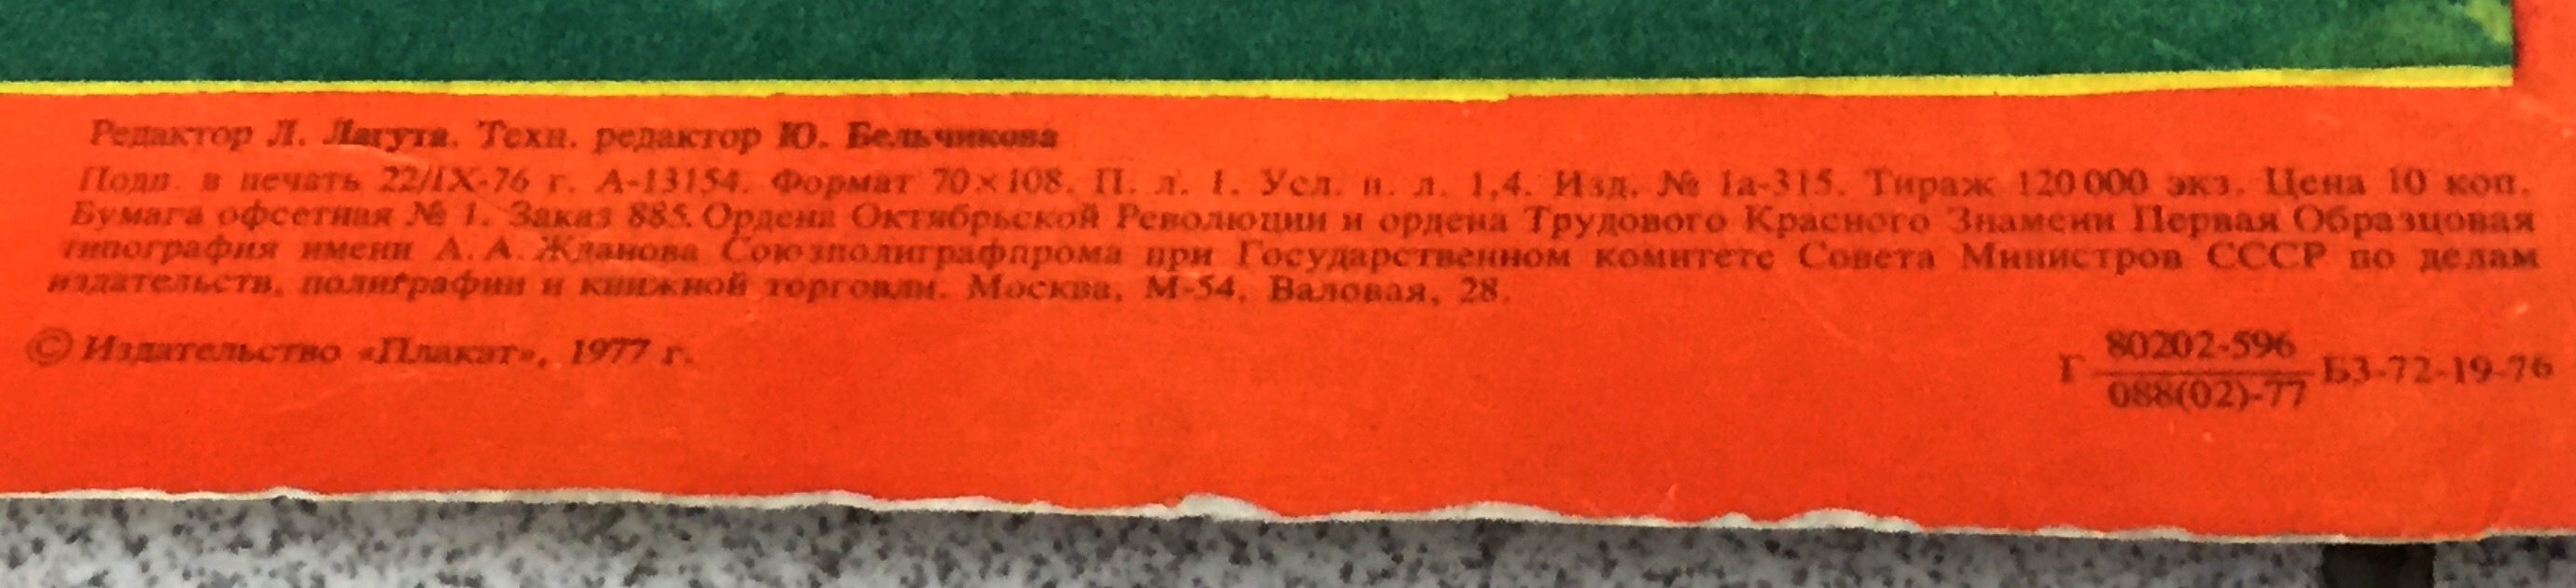 Редактор Л. Лагута. Техн. редактор Ю. Бельчикова
Подп. в печать 22/IX-76 г. А-13154. Формат 70×108. П. л. 1. Усл. п. л. 1,4. Изд. № 1а-315. Тираж 120 000 экз. Цена 10 коп.
Бумага офсетная № 1. Заказ 885. Ордена Октябрьской Революции и ордена Трудового Красного Знамени Первая Образцовая
типография имени А. А. Жданова Союзполиграфпрома при Государственном комитете Совета Министров СССР по делам
издательств, полиграфии и книжной торговли. Москва, М-54, Валовая, 28.
© Издательство «Плакат», 1977 г.
80202-596
Г БЗ-72-19-76
088(02)-77